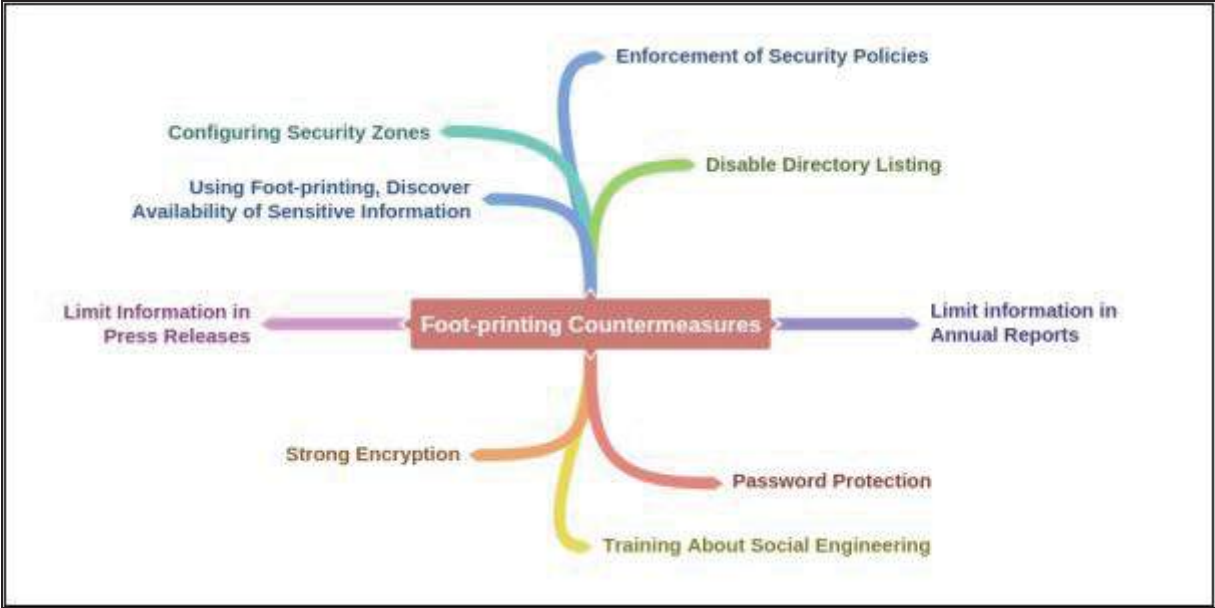 Enforcement of Security Policies
Configuring Security Zones
Disable Directory Listing
Using Foot-printing, Discover
Availability of Sensitive Information
Limit Information in
Press Releases
Foot-printing Countermeasures
Limit information in
Annual Reports
Strong Encryption
Password Protection
Training About Social Engineering